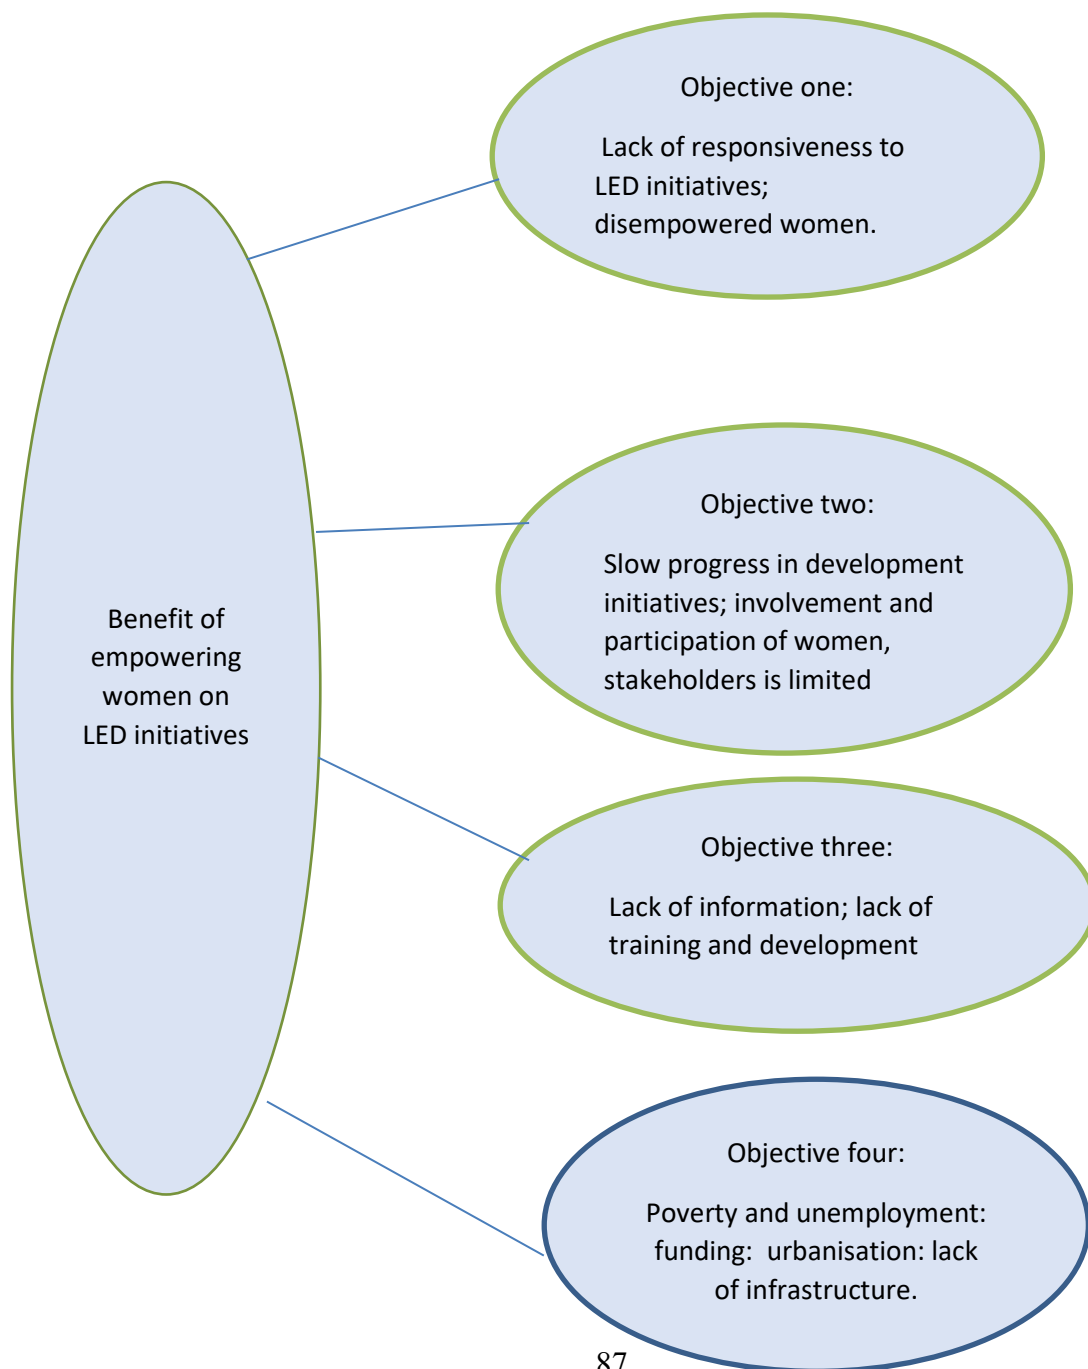 Objective one:
Lack of responsiveness to
LED initiatives;
disempowered women.
Benefit of
empowering
women on
LED initiatives
Objective two:
Slow progress in development
initiatives; involvement and
participation of women,
stakeholders is limited
Objective three:
Lack of information; lack of
training and development
Objective four:
Poverty and unemployment:
funding:  urbanisation: lack
of infrastructure.
87